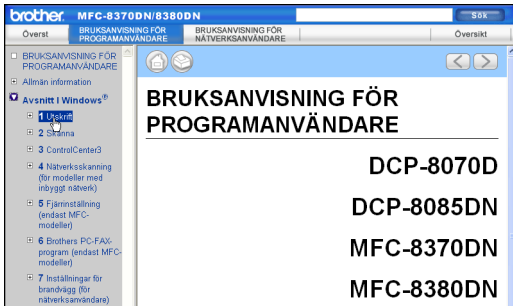 brother. MFC-8370DN/8380DN
Sök
Överst
BRUKSANVISNING FÖR
PROGRAMANVÄNDARE
BRUKSANVISNING FÖR
NÄTVERKSANVÄNDARE
Översikt
BRUKSANVISNING FÖR
PROGRAMANVÄNDARE
Allmän information
Avsnitt I Windows®
1 Utskrift
2 Skanna
3 ControlCenter3
4 Nätverksskanning
(för modeller med
inbyggt nätverk)
5 Fjärrinställning
(endast MFC-
modeller)
6 Brothers PC-FAX-
program (endast MFC-
modeller)
7 Inställningar för
brandvägg (för
nätverksanvändare)
BRUKSANVISNING FÖR
PROGRAMANVÄNDARE
DCP-8070D
DCP-8085DN
MFC-8370DN
MFC-8380DN